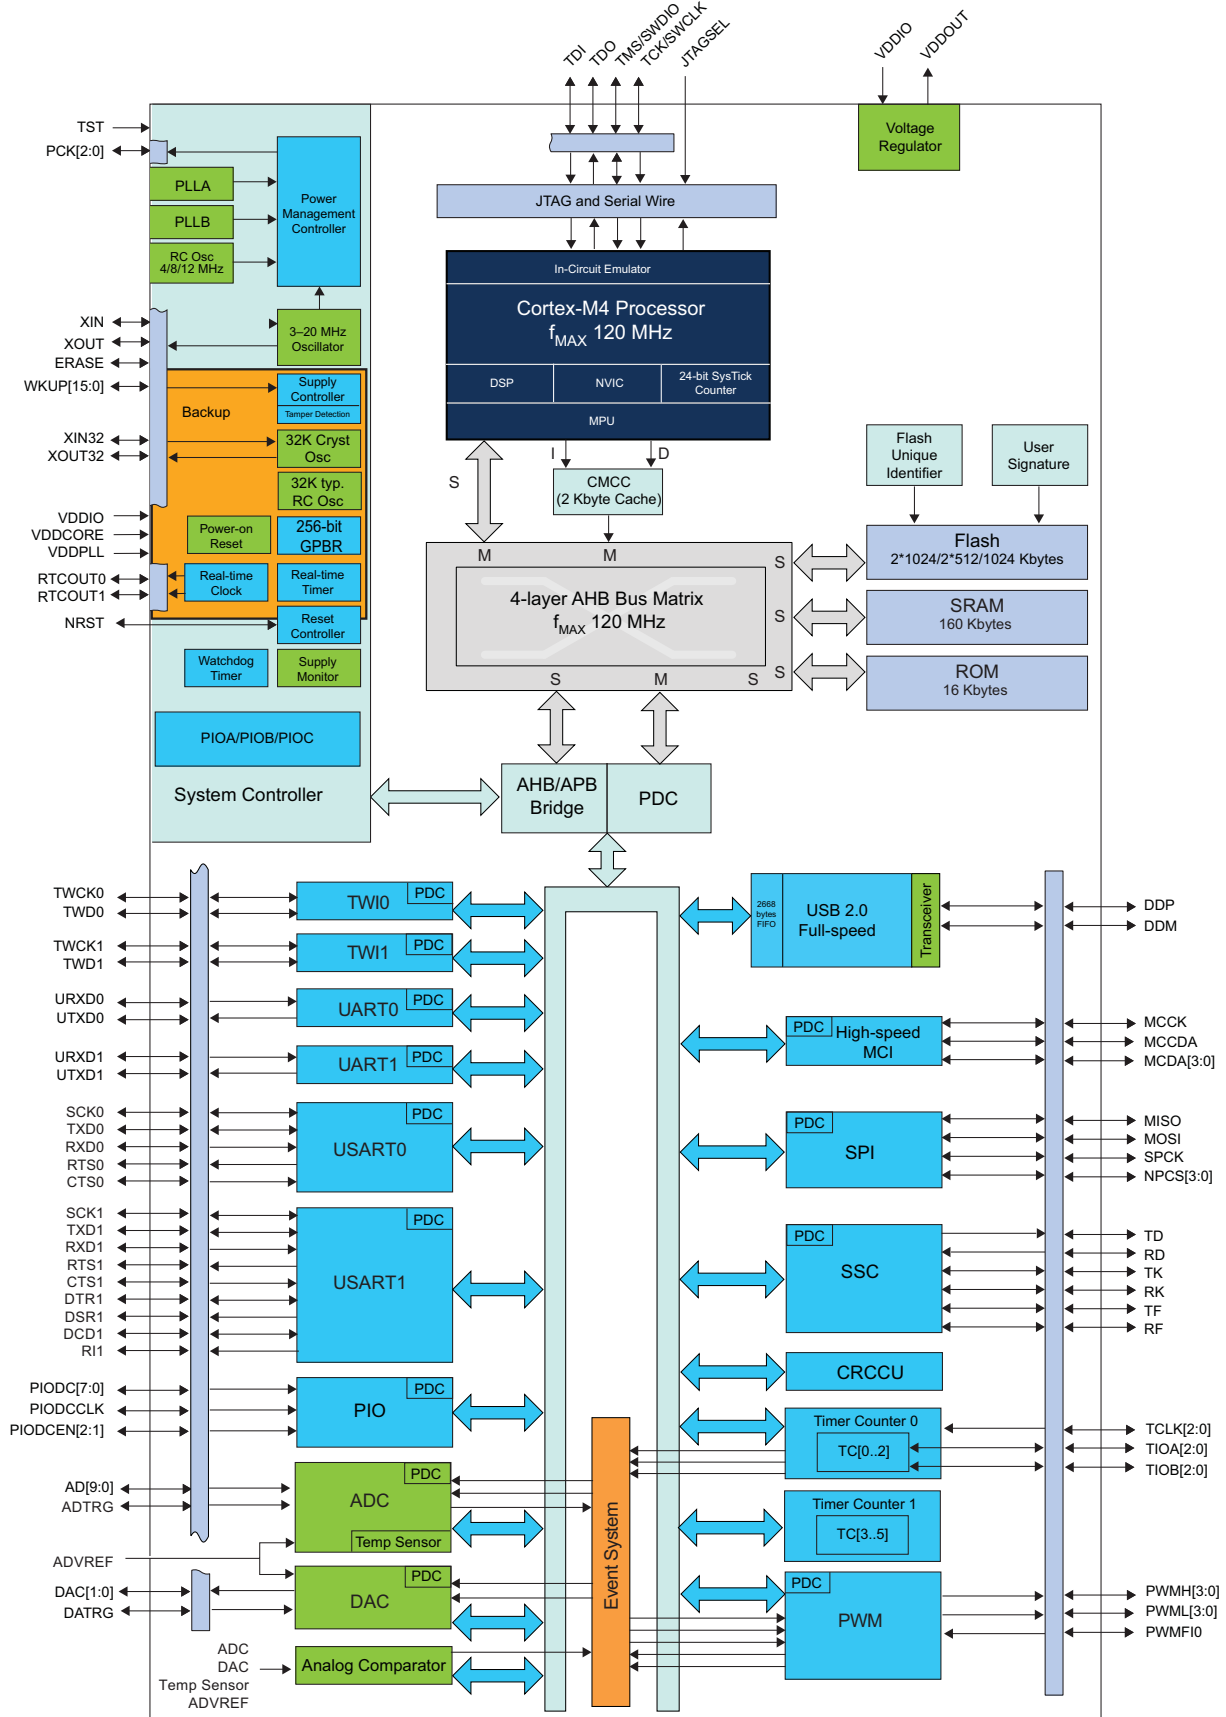 TDI
TDO
TMS/SWDIO
TCK/SWCLK
JTAGSEL
VDDIO
VDDOUT
TST
PCK[2:0]
PLLA
PLLB
RC Osc
4/8/12 MHz
Power
Management
Controller
Voltage
Regulator
JTAG and Serial Wire
In-Circuit Emulator
Cortex-M4 Processor
fMAX 120 MHz
DSP
NVIC
24-bit SysTick
Counter
MPU
XIN
XOUT
ERASE
WKUP[15:0]
XIN32
XOUT32
VDDIO
VDDCORE
VDDPLL
RTCOUT0
RTCOUT1
NRST
3–20 MHz
Oscillator
Backup
Supply
Controller
Tamper Detection
32K Cryst
Osc
32K typ.
RC Osc
Power-on
Reset
256-bit
GPBR
Real-time
Clock
Real-time
Timer
Reset
Controller
Watchdog
Timer
Supply
Monitor
PIOA/PIOB/PIOC
System Controller
S
I
D
CMCC
(2 Kbyte Cache)
Flash
Unique
Identifier
User
Signature
M
M
S
Flash
2*1024/2*512/1024 Kbytes
4-layer AHB Bus Matrix
fMAX 120 MHz
S
SRAM
160 Kbytes
S
ROM
16 Kbytes
S
M
S
AHB/APB
Bridge
PDC
TWCK0
TWD0
TWI0
PDC
TWCK1
TWD1
TWI1
PDC
URXD0
UTXD0
UART0
PDC
URXD1
UTXD1
UART1
PDC
SCK0
TXD0
RXD0
RTS0
CTS0
USART0
PDC
SCK1
TXD1
RXD1
RTS1
CTS1
DTR1
DSR1
DCD1
RI1
USART1
PDC
PIODC[7:0]
PIODCCLK
PIODCEN[2:1]
PIO
PDC
AD[9:0]
ADTRG
ADC
PDC
Temp Sensor
ADVREF
DAC[1:0]
DATRG
DAC
PDC
ADC
DAC
Temp Sensor
ADVREF
Analog Comparator
Event System
2668
bytes
FIFO
USB 2.0
Full-speed
Transceiver
DDP
DDM
PDC
High-speed
MCI
MCCK
MCCDA
MCDA[3:0]
PDC
SPI
MISO
MOSI
SPCK
NPCS[3:0]
PDC
SSC
TD
RD
TK
RK
TF
RF
CRCCU
Timer Counter 0
TC[0..2]
TCLK[2:0]
TIOA[2:0]
TIOB[2:0]
Timer Counter 1
TC[3..5]
PDC
PWM
PWMH[3:0]
PWML[3:0]
PWMFI0